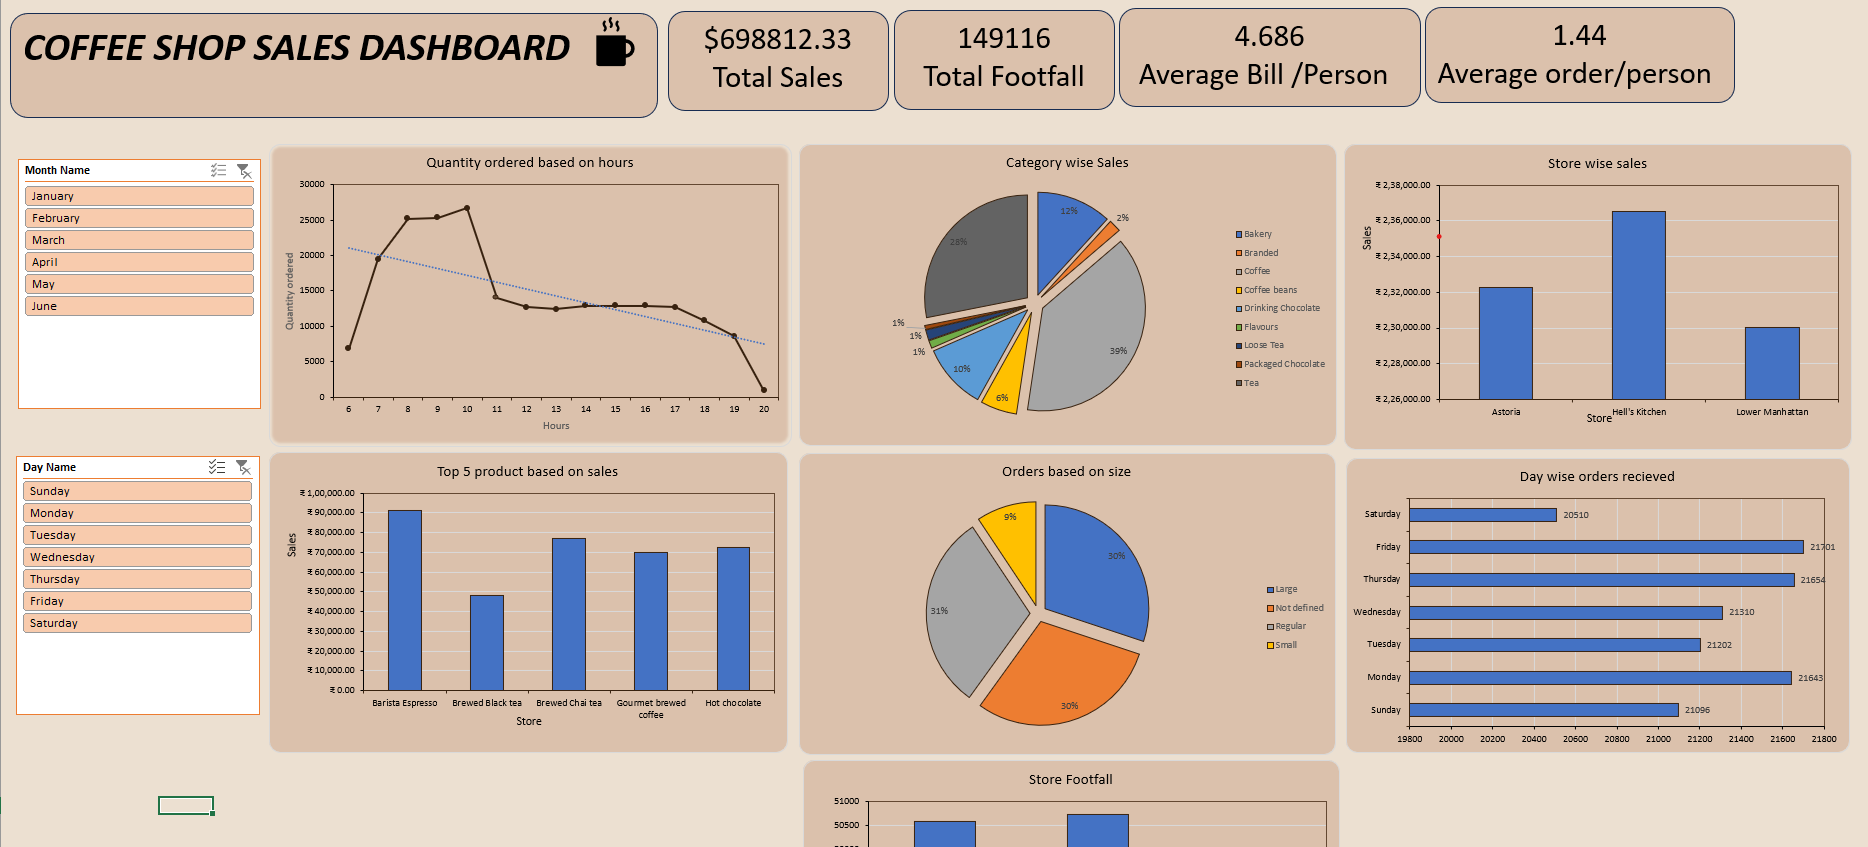 COFFEE SHOP SALES DASHBOARD
$698812.33
Total Sales
149116
Total Footfall
4.686
Average Bill /Person
1.44
Average order/person
Month Name
January
February
March
April
May
June
Quantity ordered based on hours
Quantity ordered
30000
25000
20000
15000
10000
5000
0
6 7 8 9 10 11 12 13 14 15 16 17 18 19 20
Hours
Category wise Sales
12%
2%
28%
39%
1%
1%
1%
10%
6%
Bakery
Branded
Coffee
Coffee beans
Drinking Chocolate
Flavours
Loose Tea
Packaged Chocolate
Tea
Store wise sales
Sales
₹ 2,38,000.00
₹ 2,36,000.00
₹ 2,34,000.00
₹ 2,32,000.00
₹ 2,30,000.00
₹ 2,28,000.00
₹ 2,26,000.00
Astoria Hell's Kitchen Lower Manhattan
Store
Day Name
Sunday
Monday
Tuesday
Wednesday
Thursday
Friday
Saturday
Top 5 product based on sales
Sales
₹ 1,00,000.00
₹ 90,000.00
₹ 80,000.00
₹ 70,000.00
₹ 60,000.00
₹ 50,000.00
₹ 40,000.00
₹ 30,000.00
₹ 20,000.00
₹ 10,000.00
₹ 0.00
Barista Espresso Brewed Black tea Brewed Chai tea Gourmet brewed coffee Hot chocolate
Store
Orders based on size
9%
30%
31%
30%
Large
Not defined
Regular
Small
Day wise orders recieved
Saturday 20510
Friday 21701
Thursday 21654
Wednesday 21310
Tuesday 21202
Monday 21643
Sunday 21096
19800 20000 20200 20400 20600 20800 21000 21200 21400 21600 21800
Store Footfall
51000
50500